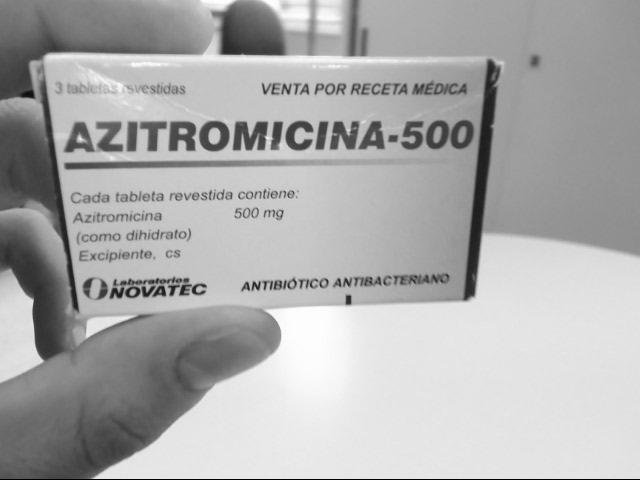 3 tabletas revestidas VENTA POR RECETA MÉDICA
AZITROMICINA-500
Cada tableta revestida contiene:
Azitromicina 500 mg
(como dihidrato)
Excipiente, cs
Laboratorios
NOVATEC
ANTIBIÓTICO ANTIBACTERIANO